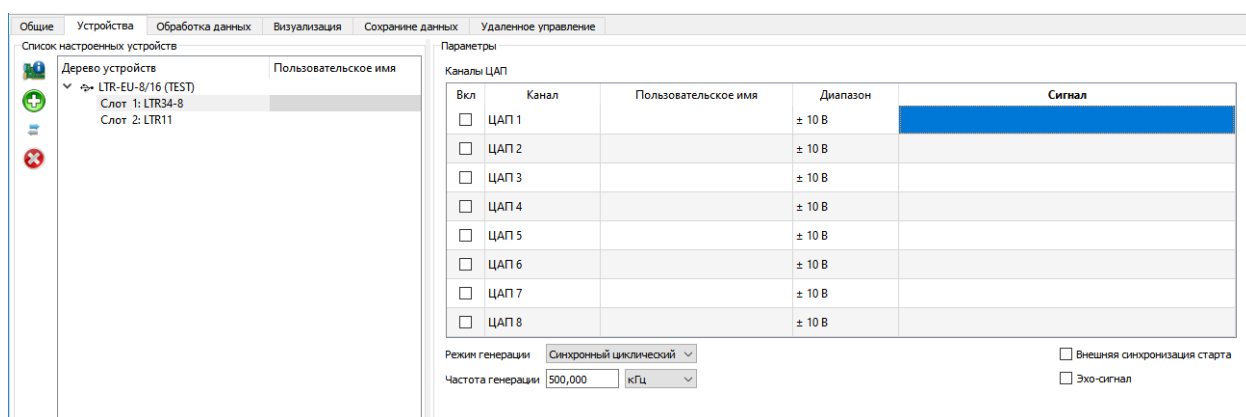 Общие Устройства Обработка данных Визуализация Сохранине данных Удаленное управление
Список настроенных устройств
Дерево устройств Пользовательское имя
LTR-EU-8/16 (TEST)
Слот 1: LTR34-8
Слот 2: LTR11
Параметры
Каналы ЦАП
Вкл Канал Пользовательское имя Диапазон Сигнал
ЦАП 1 ± 10 В
ЦАП 2 ± 10 В
ЦАП 3 ± 10 В
ЦАП 4 ± 10 В
ЦАП 5 ± 10 В
ЦАП 6 ± 10 В
ЦАП 7 ± 10 В
ЦАП 8 ± 10 В
Режим генерации Синхронный циклический Внешняя синхронизация старта
Частота генерации 500,000 кГц Эхо-сигнал